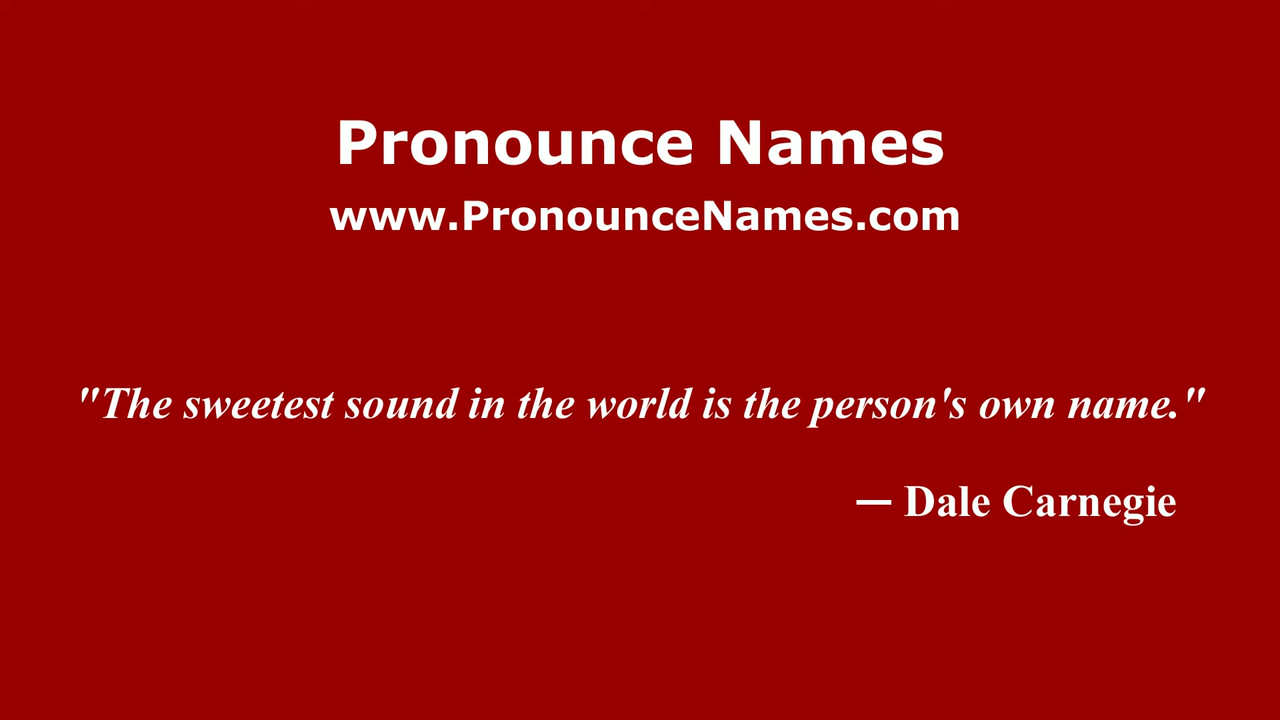 Pronounce Names
www.PronounceNames.com
"The sweetest sound in the world is the person's own name."
— Dale Carnegie